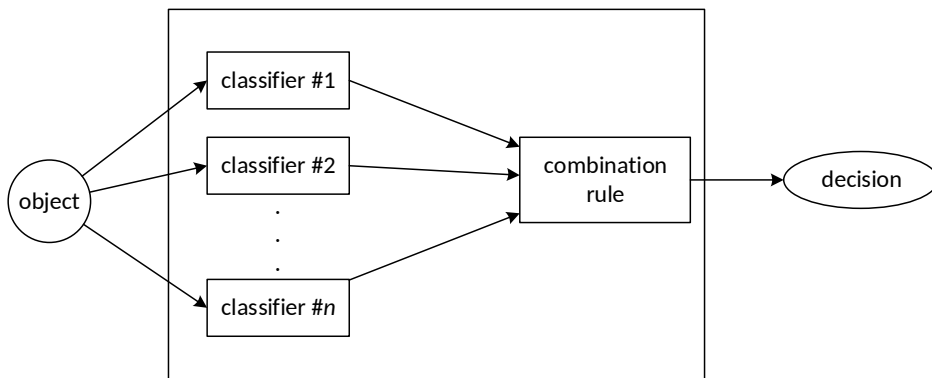 object
classifier #1
classifier #2
.
.
.
classifier #n
combination
rule
decision